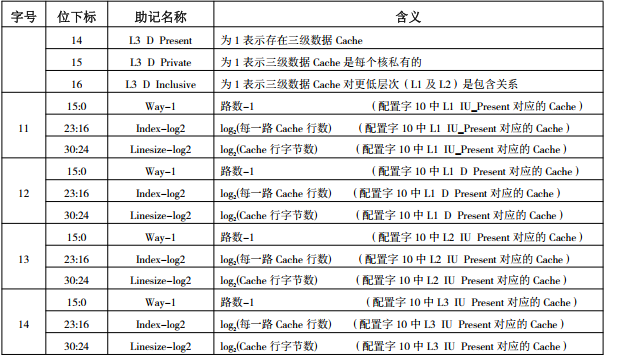 字号 位下标 助记名称 含义
14 L3 D Present 为 1 表示存在三级数据 Cache
15 L3 D Private 为 1 表示三级数据 Cache 是每个核私有的
16 L3 D Inclusive 为 1 表示三级数据 Cache 对更低层次（L1 及 L2）是包含关系
15:0 Way-1 路数-1 （配置字 10 中 L1 IU_Present 对应的 Cache）
11 23:16 Index-log2 log₂(每一路 Cache 行数) （配置字 10 中 L1 IU_Present 对应的 Cache）
30:24 Linesize-log2 log₂(Cache 行字节数) （配置字 10 中 L1 IU_Present 对应的 Cache）
15:0 Way-1 路数-1 （配置字 10 中 L1 D Present 对应的 Cache）
12 23:16 Index-log2 log₂(每一路 Cache 行数) （配置字 10 中 L1 D Present 对应的 Cache）
30:24 Linesize-log2 log₂(Cache 行字节数) （配置字 10 中 L1 D Present 对应的 Cache）
15:0 Way-1 路数-1 （配置字 10 中 L2 IU Present 对应的 Cache）
13 23:16 Index-log2 log₂(每一路 Cache 行数) （配置字 10 中 L2 IU Present 对应的 Cache）
30:24 Linesize-log2 log₂(Cache 行字节数) （配置字 10 中 L2 IU Present 对应的 Cache）
15:0 Way-1 路数-1 （配置字 10 中 L3 IU Present 对应的 Cache）
14 23:16 Index-log2 log₂(每一路 Cache 行数) （配置字 10 中 L3 IU Present 对应的 Cache）
30:24 Linesize-log2 log₂(Cache 行字节数) （配置字 10 中 L3 IU Present 对应的 Cache）